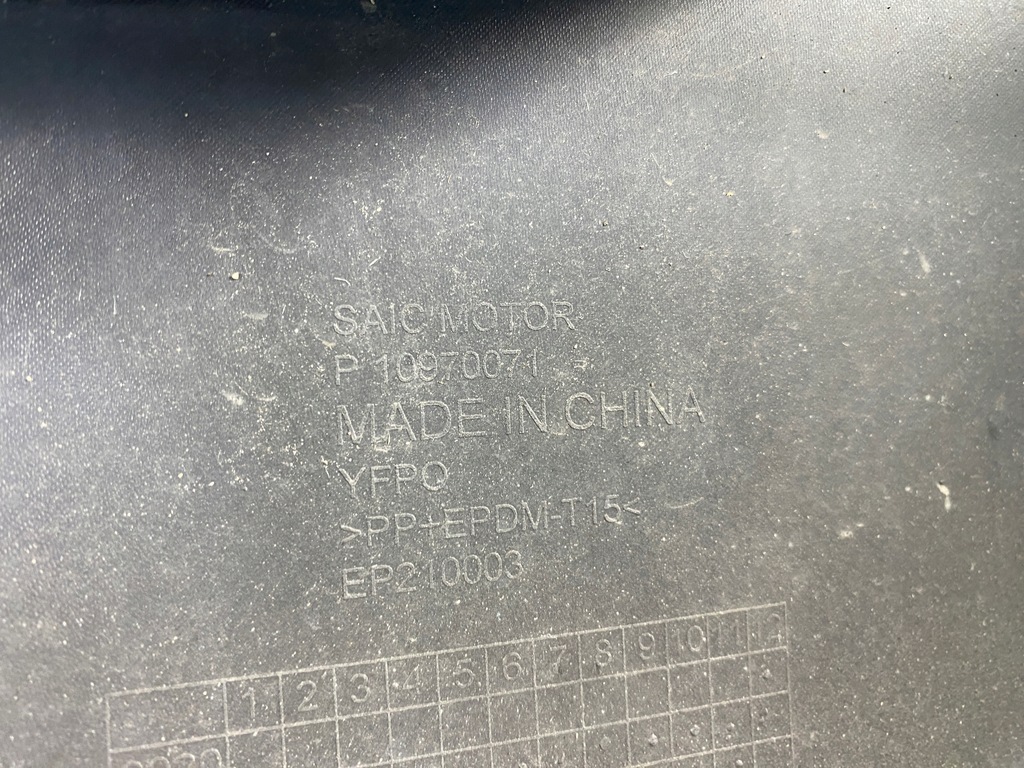 SAIC MOTOR
P 10970071
MADE IN CHINA
YFPO
>PP+EPDM-T15<
EP210003
1 2 3 4 5 6 7 8 9 10 11 12